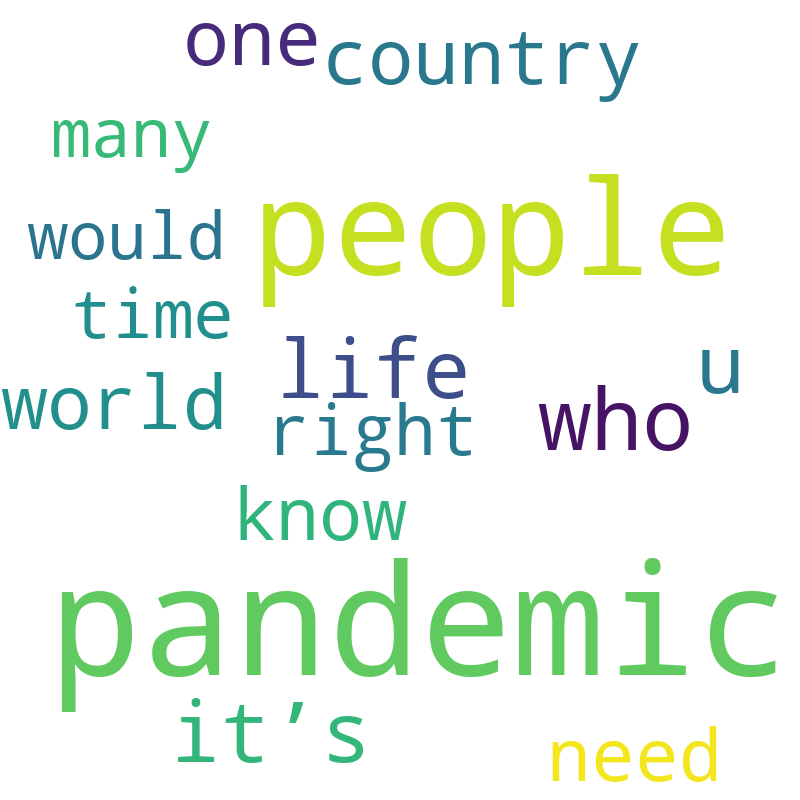 one
country
many
people
would
time
life
u
world
right
who
know
pandemic
it’s
need